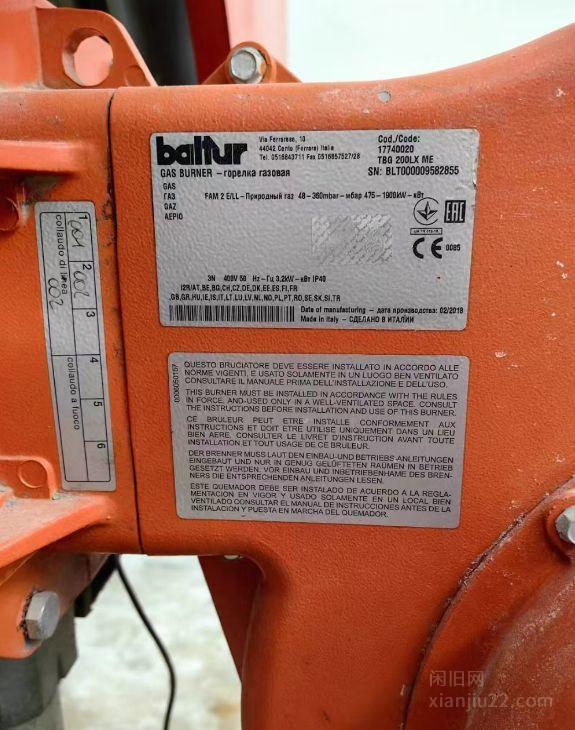 baltur
Via Ferrarese, 10
44042 Cento (Ferrara) Italia
Tel. 0516843711 Fax 0516857527/28
Cod./Code:
17740020
TBG 200LX ME
SN: BLT000009582855
GAS BURNER – горелка газовая
GAS
ГАЗ FAM 2 E/LL – Природный газ 48 – 360mbar – мбар 475 – 1900kW – кВт
GAZ
ΑΕΡΙΟ
EAC
CE 0085
3N 400V 50 Hz – Гц 3,2kW – кВт IP40
I2R/AT,BE,BG,CH,CZ,DE,DK,EE,ES,FI,FR
,GB,GR,HU,IE,IS,IT,LT,LU,LV,NL,NO,PL,PT,RO,SE,SK,SI,TR
Date of manufacturing – дата производства: 02/2018
Made in Italy – СДЕЛАНО В ИТАЛИИ
1 2 3 4 5 6
001 002
collaudo di linea
002
collaudo a fuoco
QUESTO BRUCIATORE DEVE ESSERE INSTALLATO IN ACCORDO ALLE
NORME VIGENTI, E USATO SOLAMENTE IN UN LUOGO BEN VENTILATO
CONSULTARE IL MANUALE PRIMA DELL'INSTALLAZIONE E DELL'USO.
THIS BURNER MUST BE INSTALLED IN ACCORDANCE WITH THE RULES
IN FORCE, AND USED ONLY IN A WELL-VENTILATED SPACE. CONSULT
THE INSTRUCTIONS BEFORE INSTALLATION AND USE OF THIS BURNER.
CE BRULEUR PEUT ETRE INSTALLE CONFORMEMENT AUX
INSTRUCTIONS ET DOIT ETRE UTILISE UNIQUEMENT DANS UN LIEU
BIEN AERE, CONSULTER LE LIVRET D'INSTRUCTION AVANT TOUTE
INSTALLATION ET TOUT USAGE DE CE BRULEUR.
DER BRENNER MUSS LAUT DEN EINBAU-UND BETRIEBS ANLEITUNGEN
EINGEBAUT UND NUR IN GENUG GELÜFTETEN RAÜMEN IN BETRIEB
GESETZT WERDEN. VOR EINBAU UND INBETRIEBNAHME DES BREN-
NERS DIE ENTSPRECHENDEN ANLEITUNGEN LESEN.
ESTE QUEMADOR DEBE SER INSTALADO DE ACUERDO A LA REGLA-
MENTACION EN VIGOR Y USADO SOLAMENTE EN UN LOCAL BIEN
VENTILADO CONSULTAR EL MANUAL DE INSTRUCCIONES ANTES DE LA
INSTALACIÓN Y PUESTA EN MARCHA DEL QUEMADOR.
闲旧网
xianjiu22.com